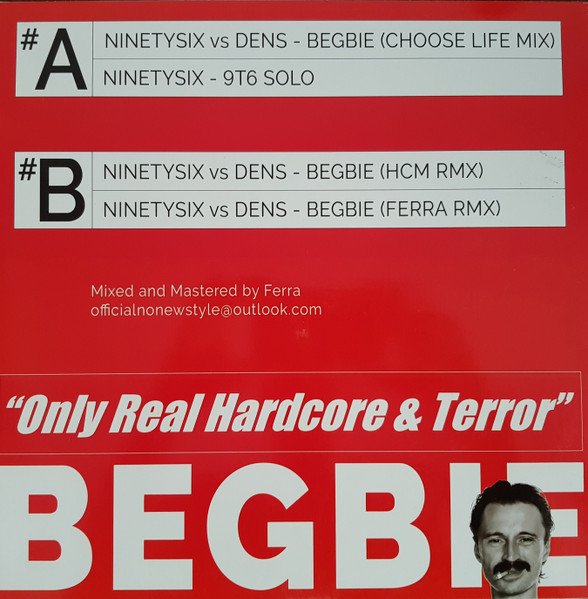 #A
NINETYSIX vs DENS - BEGBIE (CHOOSE LIFE MIX)
NINETYSIX - 9T6 SOLO
#B
NINETYSIX vs DENS - BEGBIE (HCM RMX)
NINETYSIX vs DENS - BEGBIE (FERRA RMX)
Mixed and Mastered by Ferra
officialnonewstyle@outlook.com
“Only Real Hardcore & Terror”
BEGBIE